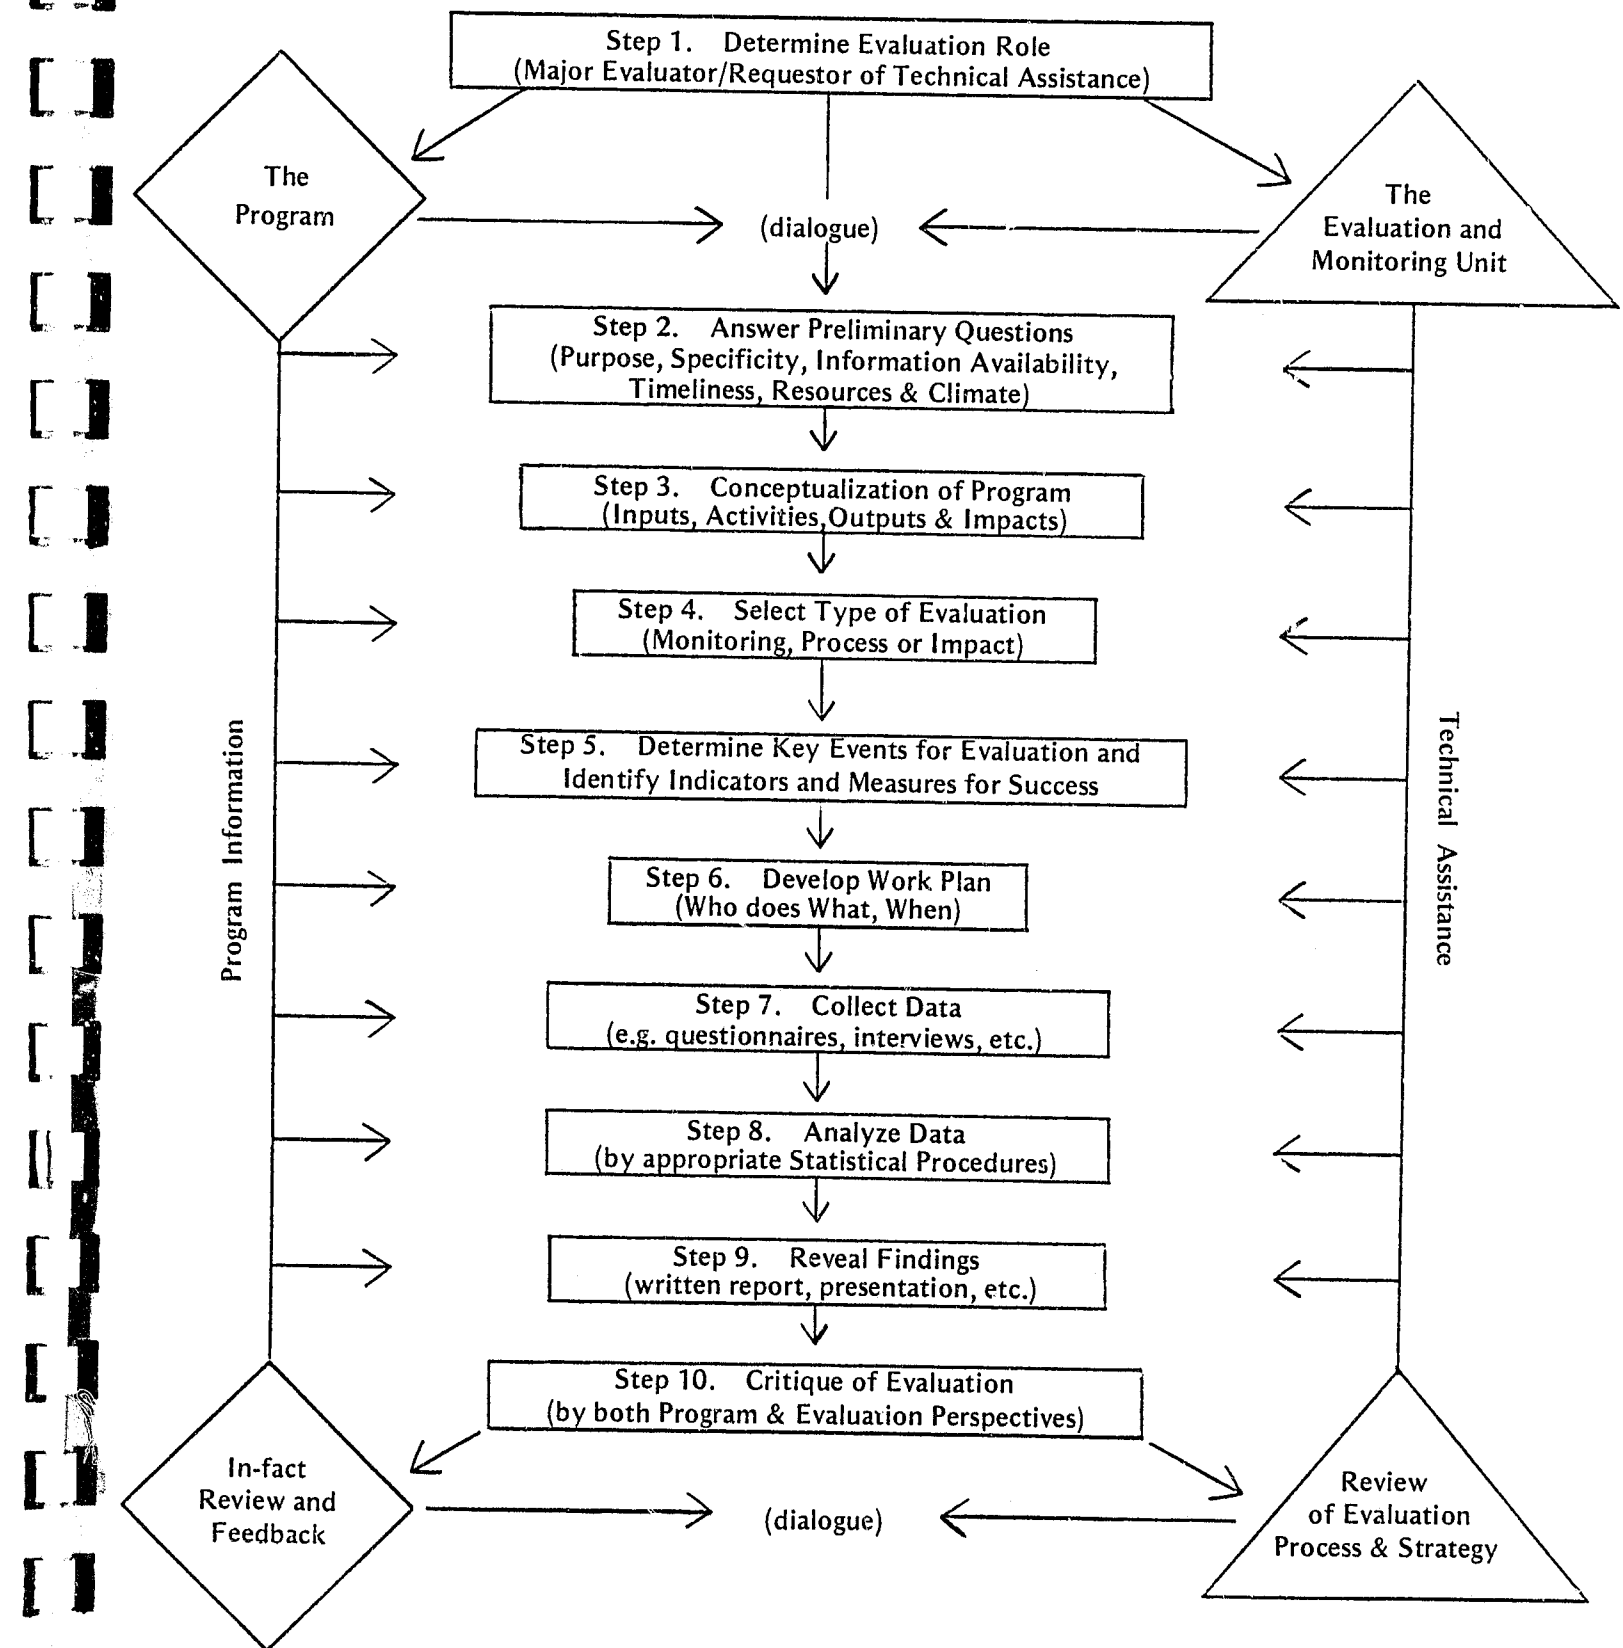 Step 1. Determine Evaluation Role
(Major Evaluator/Requestor of Technical Assistance)
The
Program
(dialogue)
The
Evaluation and
Monitoring Unit
Step 2. Answer Preliminary Questions
(Purpose, Specificity, Information Availability,
Timeliness, Resources & Climate)
Step 3. Conceptualization of Program
(Inputs, Activities,Outputs & Impacts)
Step 4. Select Type of Evaluation
(Monitoring, Process or Impact)
Program Information
Technical Assistance
Step 5. Determine Key Events for Evaluation and
Identify Indicators and Measures for Success
Step 6. Develop Work Plan
(Who does What, When)
Step 7. Collect Data
(e.g. questionnaires, interviews, etc.)
Step 8. Analyze Data
(by appropriate Statistical Procedures)
Step 9. Reveal Findings
(written report, presentation, etc.)
Step 10. Critique of Evaluation
(by both Program & Evaluation Perspectives)
In-fact
Review and
Feedback
(dialogue)
Review
of Evaluation
Process & Strategy